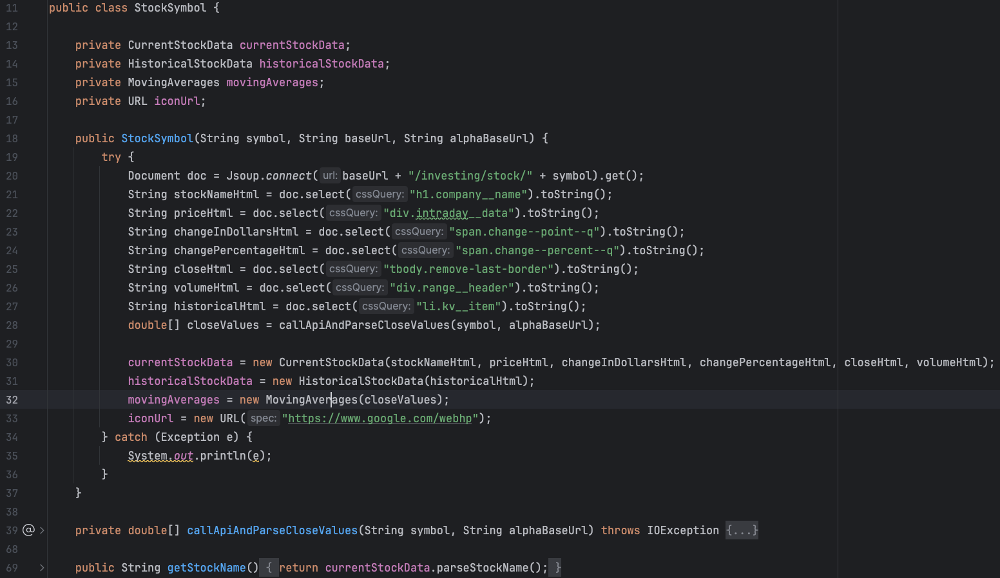 11 public class StockSymbol {
12
13 private CurrentStockData currentStockData;
14 private HistoricalStockData historicalStockData;
15 private MovingAverages movingAverages;
16 private URL iconUrl;
17
18 public StockSymbol(String symbol, String baseUrl, String alphaBaseUrl) {
19 try {
20 Document doc = Jsoup.connect( url: baseUrl + "/investing/stock/" + symbol).get();
21 String stockNameHtml = doc.select( cssQuery: "h1.company__name").toString();
22 String priceHtml = doc.select( cssQuery: "div.intraday__data").toString();
23 String changeInDollarsHtml = doc.select( cssQuery: "span.change--point--q").toString();
24 String changePercentageHtml = doc.select( cssQuery: "span.change--percent--q").toString();
25 String closeHtml = doc.select( cssQuery: "tbody.remove-last-border").toString();
26 String volumeHtml = doc.select( cssQuery: "div.range__header").toString();
27 String historicalHtml = doc.select( cssQuery: "li.kv__item").toString();
28 double[] closeValues = callApiAndParseCloseValues(symbol, alphaBaseUrl);
29
30 currentStockData = new CurrentStockData(stockNameHtml, priceHtml, changeInDollarsHtml, changePercentageHtml, closeHtml, volumeHtml);
31 historicalStockData = new HistoricalStockData(historicalHtml);
32 movingAverages = new MovingAverages(closeValues);
33 iconUrl = new URL( spec: "https://www.google.com/webhp");
34 } catch (Exception e) {
35 System.out.println(e);
36 }
37 }
38
39 @ > private double[] callApiAndParseCloseValues(String symbol, String alphaBaseUrl) throws IOException {...}
68
69 > public String getStockName() { return currentStockData.parseStockName(); }